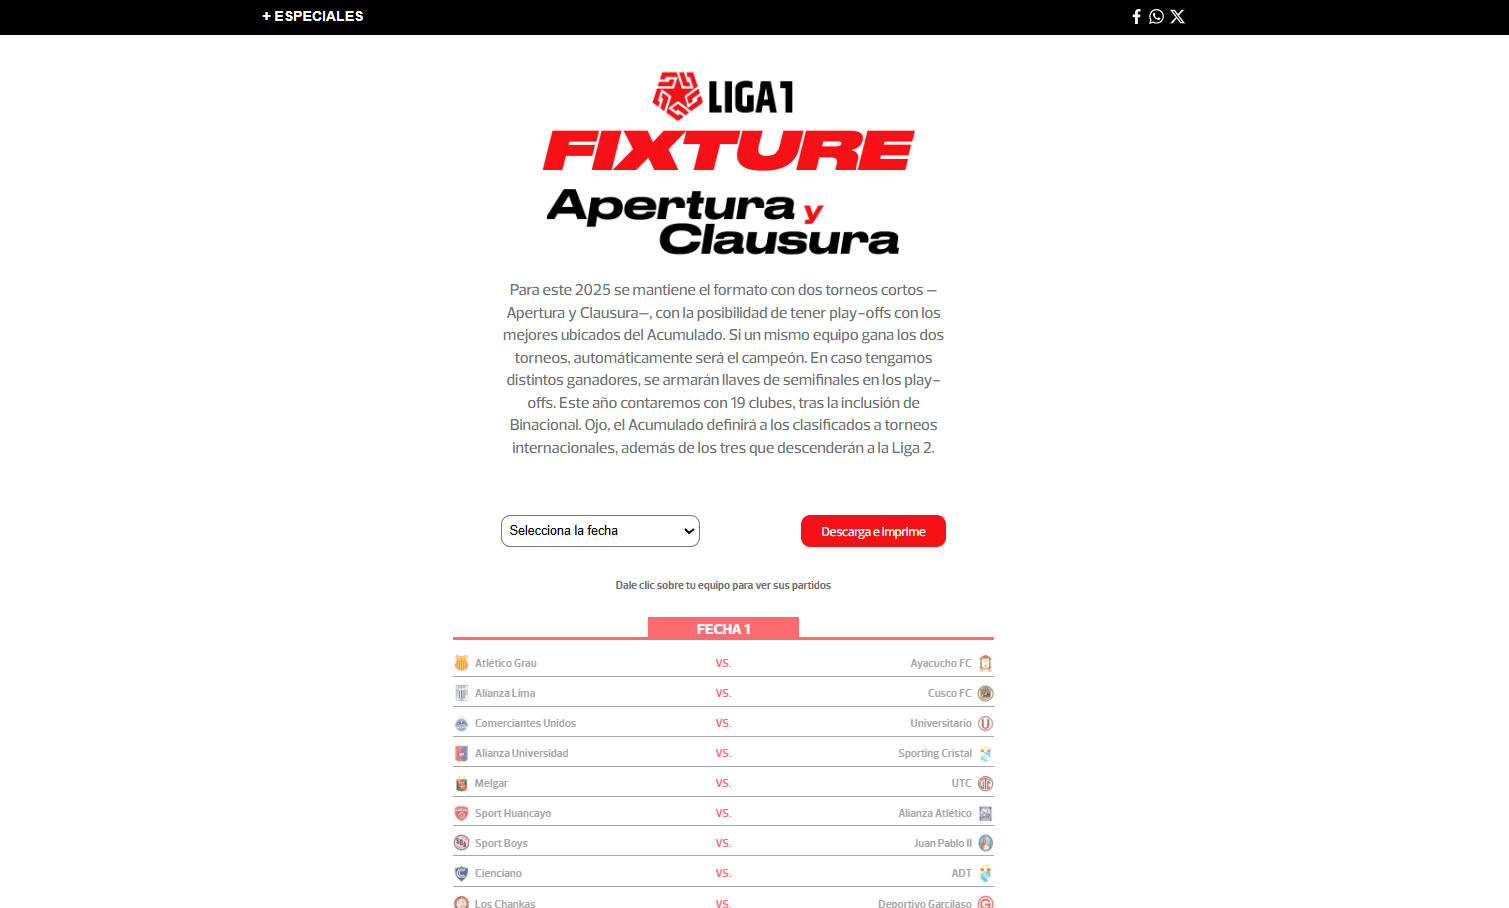 + ESPECIALES
LIGA 1
FIXTURE
Apertura y
Clausura
Para este 2025 se mantiene el formato con dos torneos cortos –
Apertura y Clausura–, con la posibilidad de tener play-offs con los
mejores ubicados del Acumulado. Si un mismo equipo gana los dos
torneos, automáticamente será el campeón. En caso tengamos
distintos ganadores, se armarán llaves de semifinales en los play-
offs. Este año contaremos con 19 clubes, tras la inclusión de
Binacional. Ojo, el Acumulado definirá a los clasificados a torneos
internacionales, además de los tres que descenderán a la Liga 2.
Selecciona la fecha Descarga e Imprime
Dale clic sobre tu equipo para ver sus partidos
FECHA 1
Atlético Grau VS. Ayacucho FC
Alianza Lima VS. Cusco FC
Comerciantes Unidos VS. Universitario
Alianza Universidad VS. Sporting Cristal
Melgar VS. UTC
Sport Huancayo VS. Alianza Atlético
Sport Boys VS. Juan Pablo II
Cienciano VS. ADT
Los Chankas VS. Deportivo Garcilaso